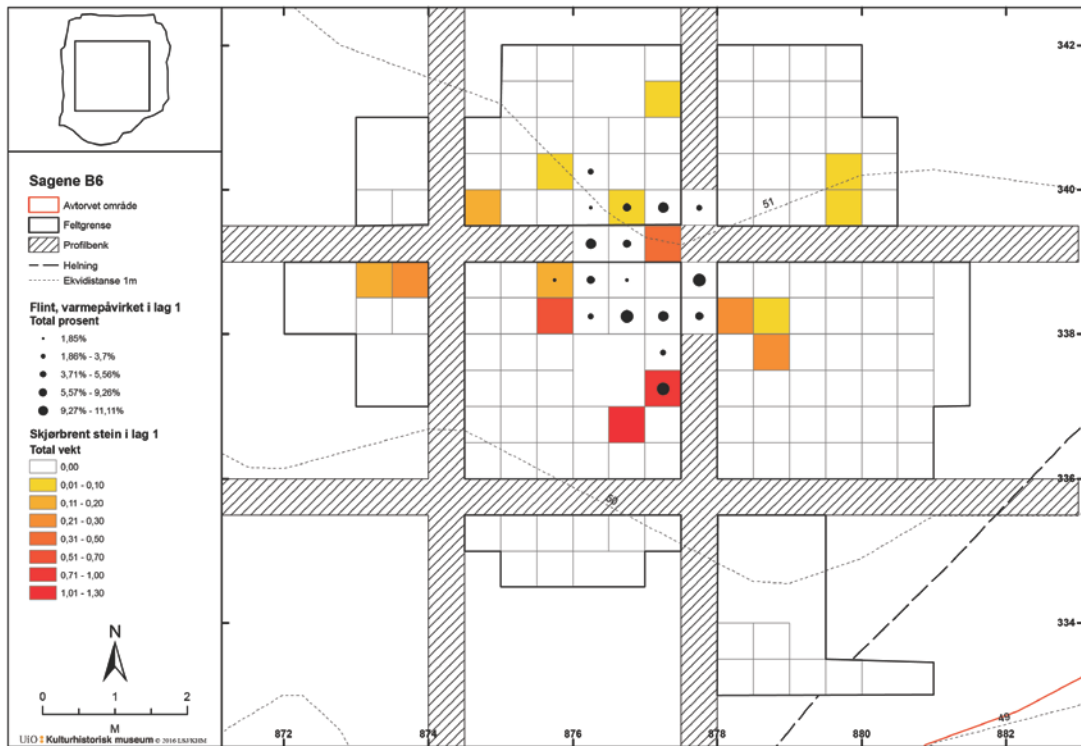 Sagene B6
Avtorvet område
Feltgrense
Profilbenk
Helning
Ekvidistanse 1m
Flint, varmepåvirket i lag 1
Total prosent
1,85%
1,86% - 3,7%
3,71% - 5,56%
5,57% - 9,26%
9,27% - 11,11%
Skjørbrent stein i lag 1
Total vekt
0,00
0,01 - 0,10
0,11 - 0,20
0,21 - 0,30
0,31 - 0,50
0,51 - 0,70
0,71 - 1,00
1,01 - 1,30
N
0 1 2
M
UiO Kulturhistorisk museum © 2016 LSJ/KHM
342
340
51
338
336
50
334
49
872 874 876 878 880 882